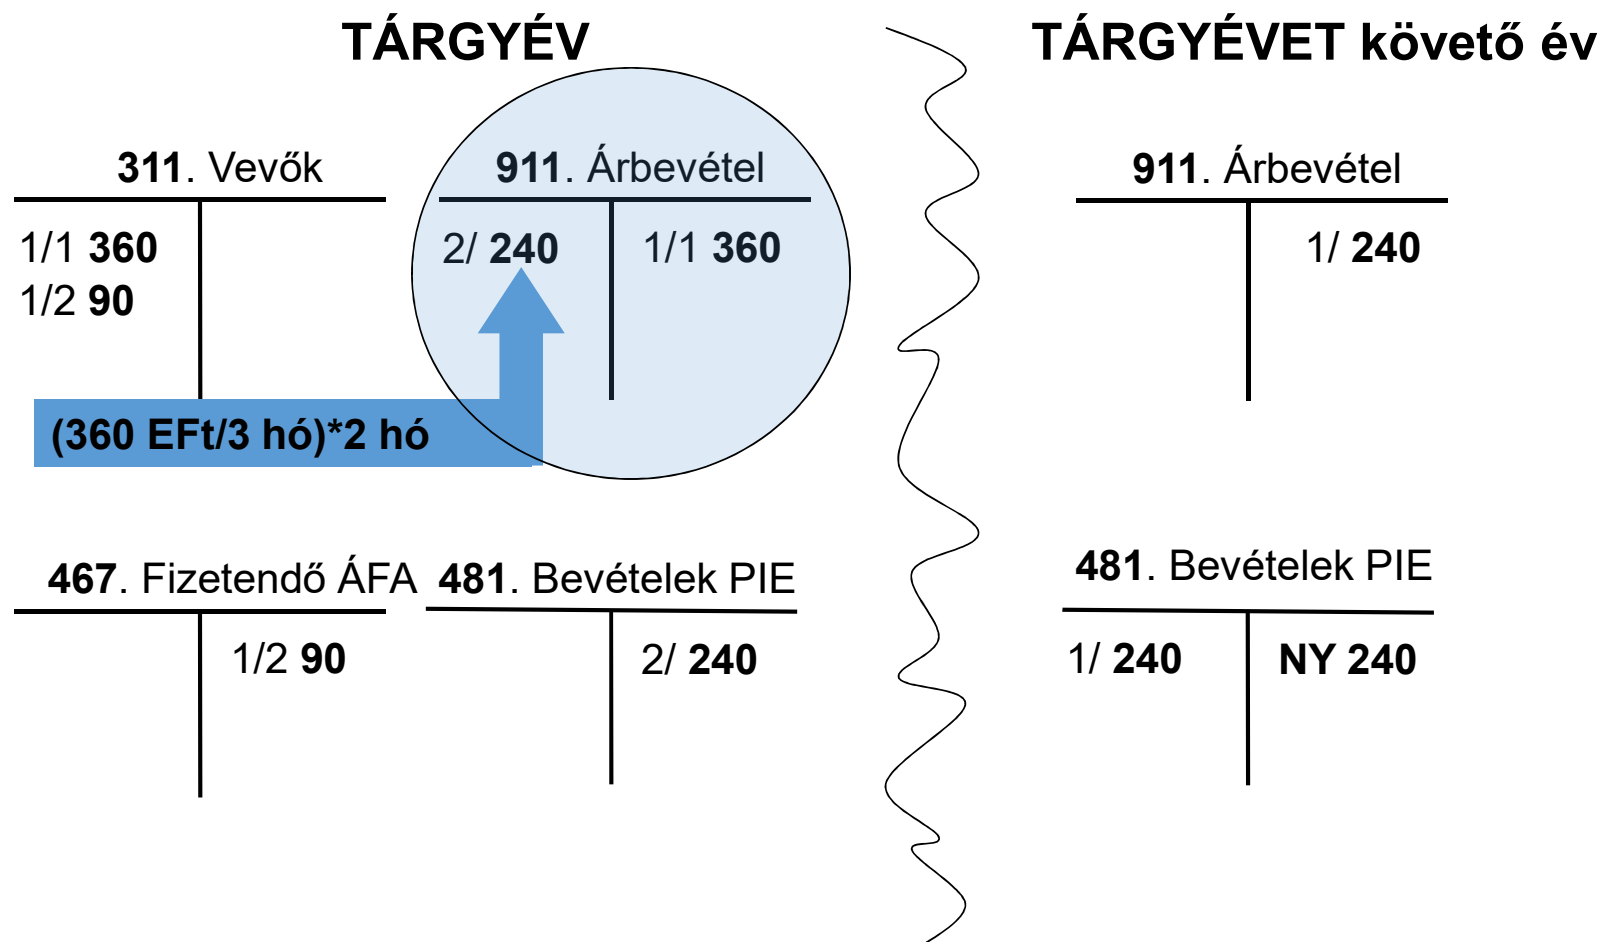 TÁRGYÉV
TÁRGYÉVET követő év
311. Vevők
911. Árbevétel
911. Árbevétel
1/1 360
1/2 90
2/ 240
1/1 360
1/ 240
(360 EFt/3 hó)*2 hó
467. Fizetendő ÁFA
481. Bevételek PIE
481. Bevételek PIE
1/2 90
2/ 240
1/ 240
NY 240